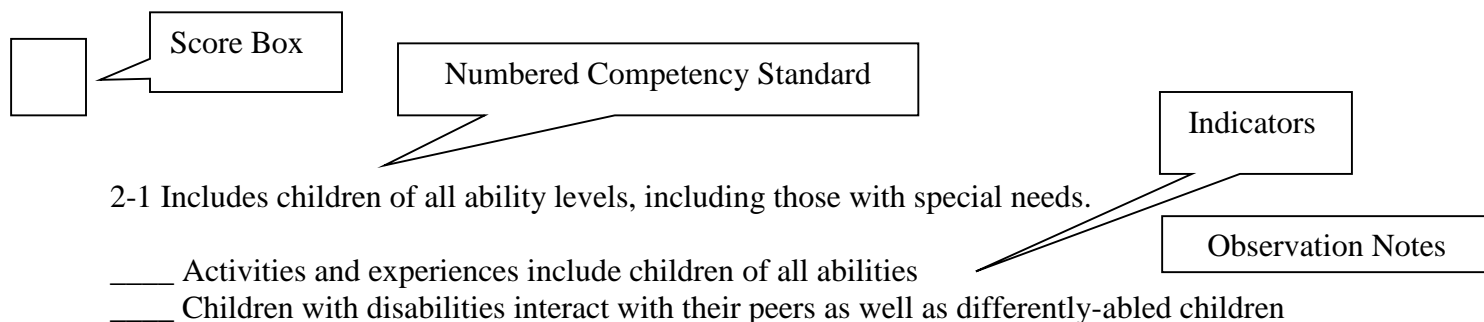 Score Box
Numbered Competency Standard
Indicators
2-1 Includes children of all ability levels, including those with special needs.
Observation Notes
____ Activities and experiences include children of all abilities
____ Children with disabilities interact with their peers as well as differently-abled children